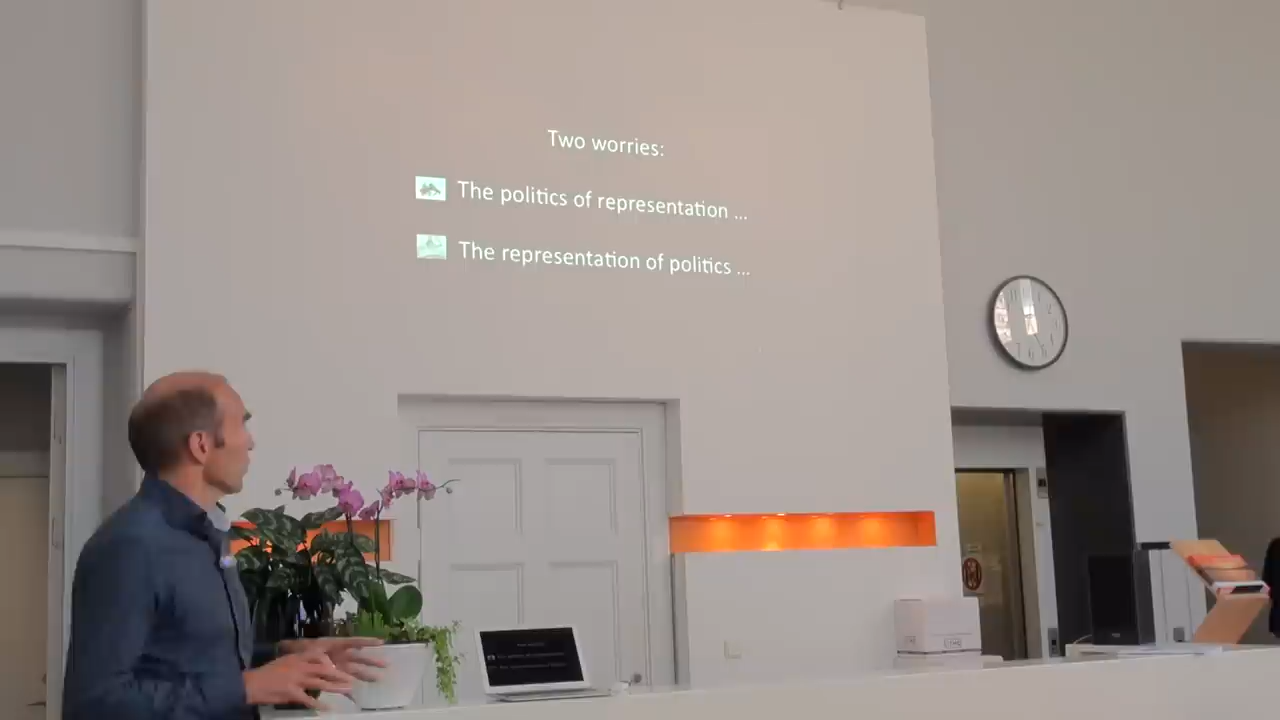 Two worries:
The politics of representation ...
The representation of politics ...